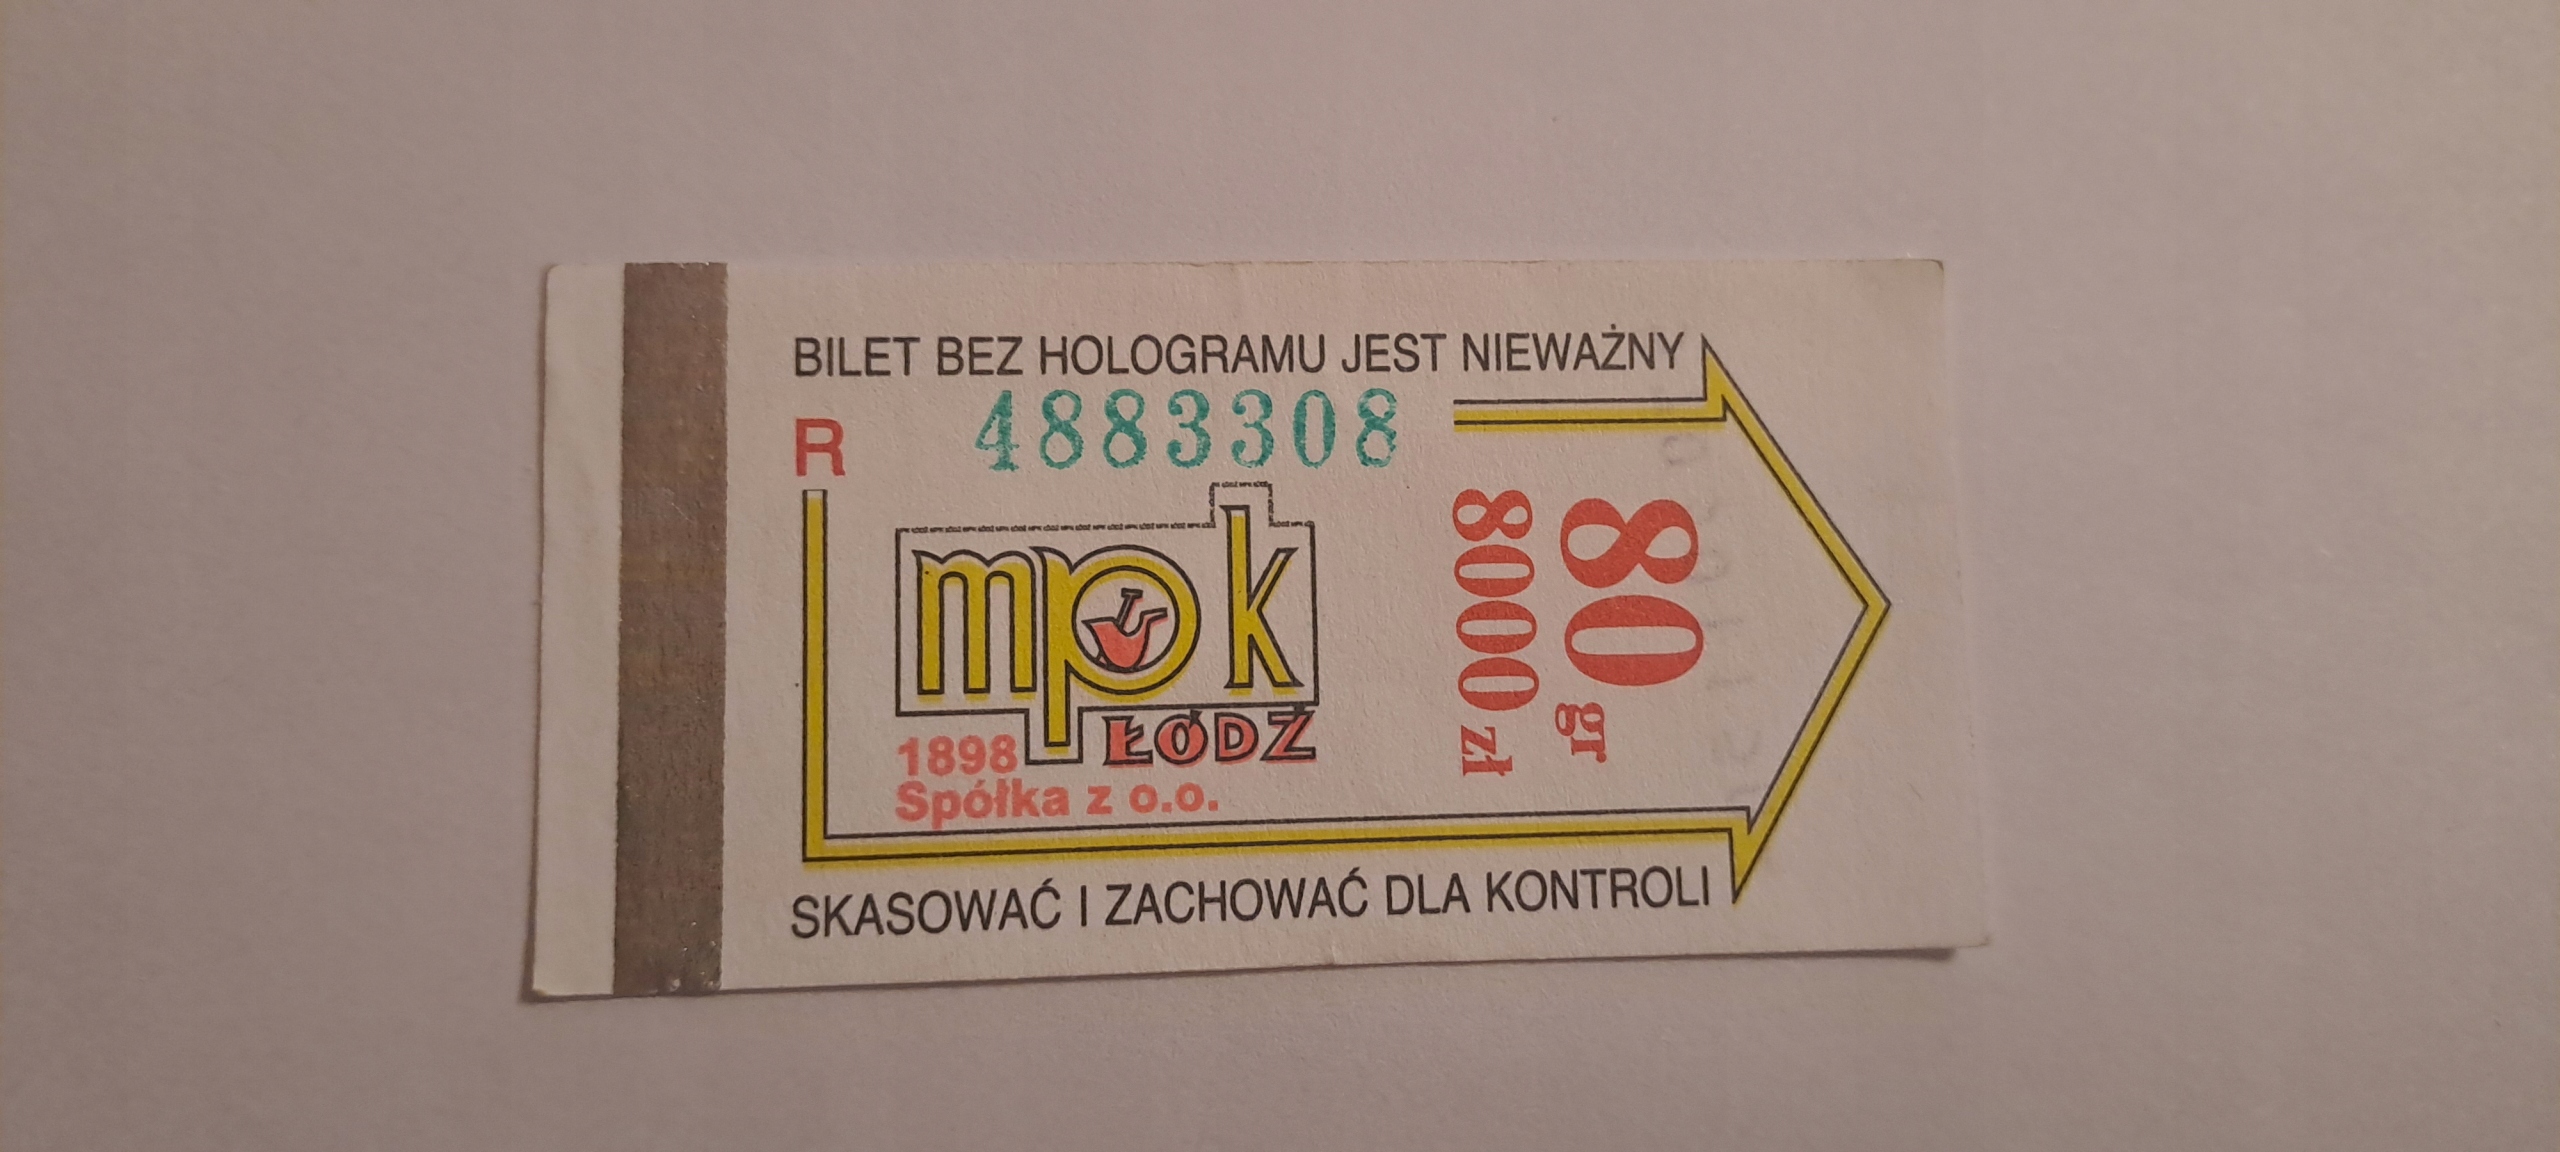 BILET BEZ HOLOGRAMU JEST NIEWAŻNY
R 4883308
mpk
ŁÓDŹ
1898
Spółka z o.o.
80 gr
8000 zł
SKASOWAĆ I ZACHOWAĆ DLA KONTROLI